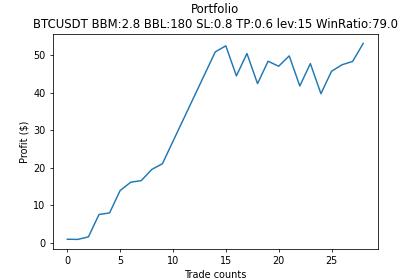 Portfolio
BTCUSDT BBM:2.8 BBL:180 SL:0.8 TP:0.6 lev:15 WinRatio:79.0
Profit ($)
50
40
30
20
10
0
0 5 10 15 20 25
Trade counts